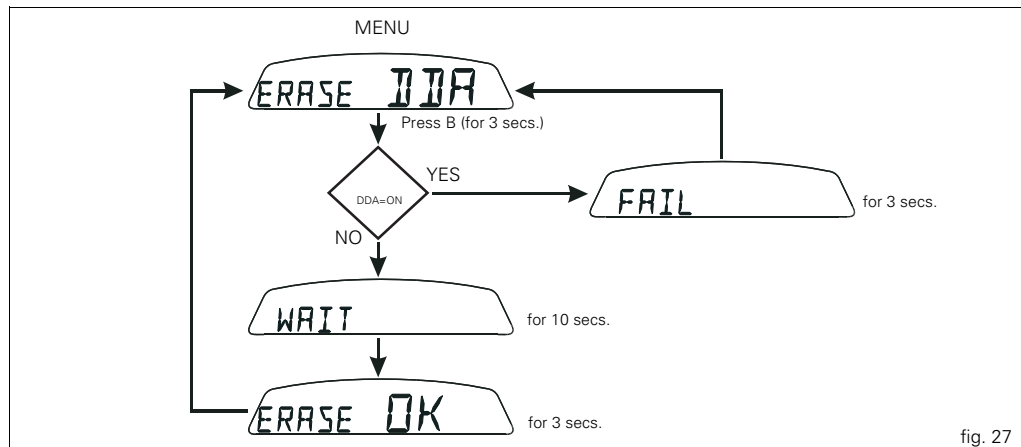 MENU
ERASE DDA
Press B (for 3 secs.)
DDA=ON
YES
FAIL
for 3 secs.
NO
WAIT
for 10 secs.
ERASE OK
for 3 secs.
fig. 27